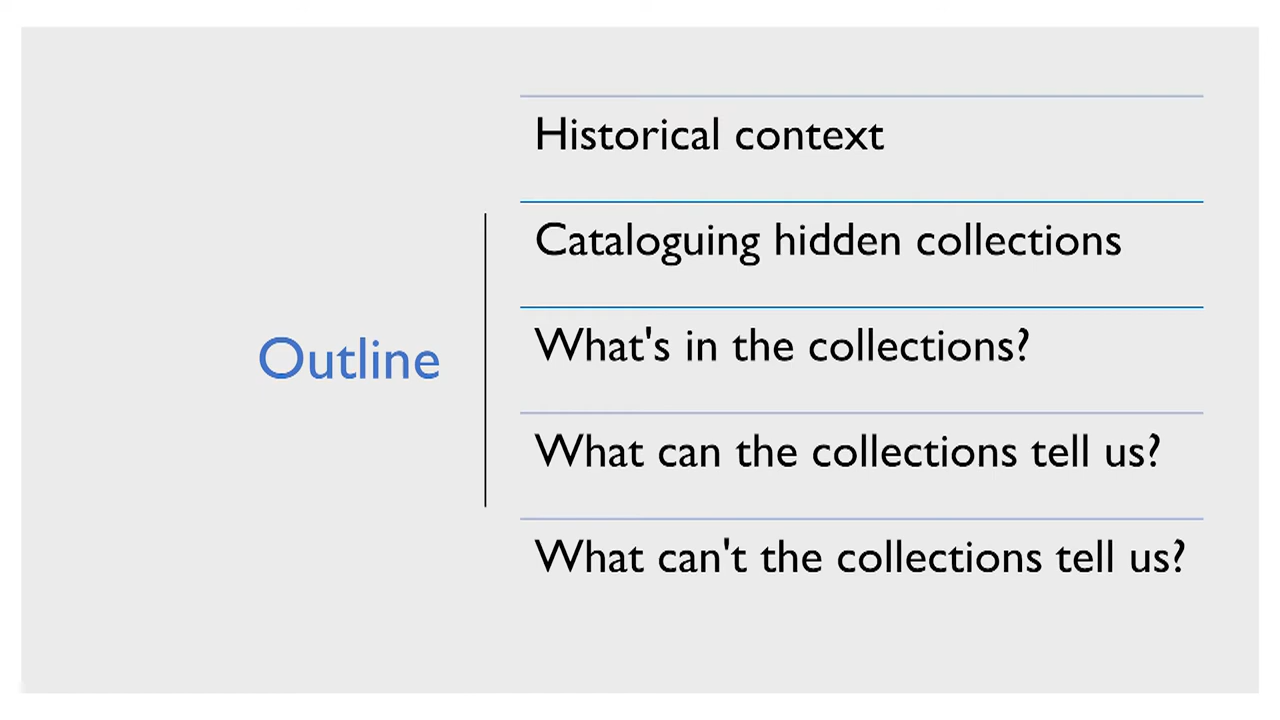 Outline
Historical context
Cataloguing hidden collections
What's in the collections?
What can the collections tell us?
What can't the collections tell us?